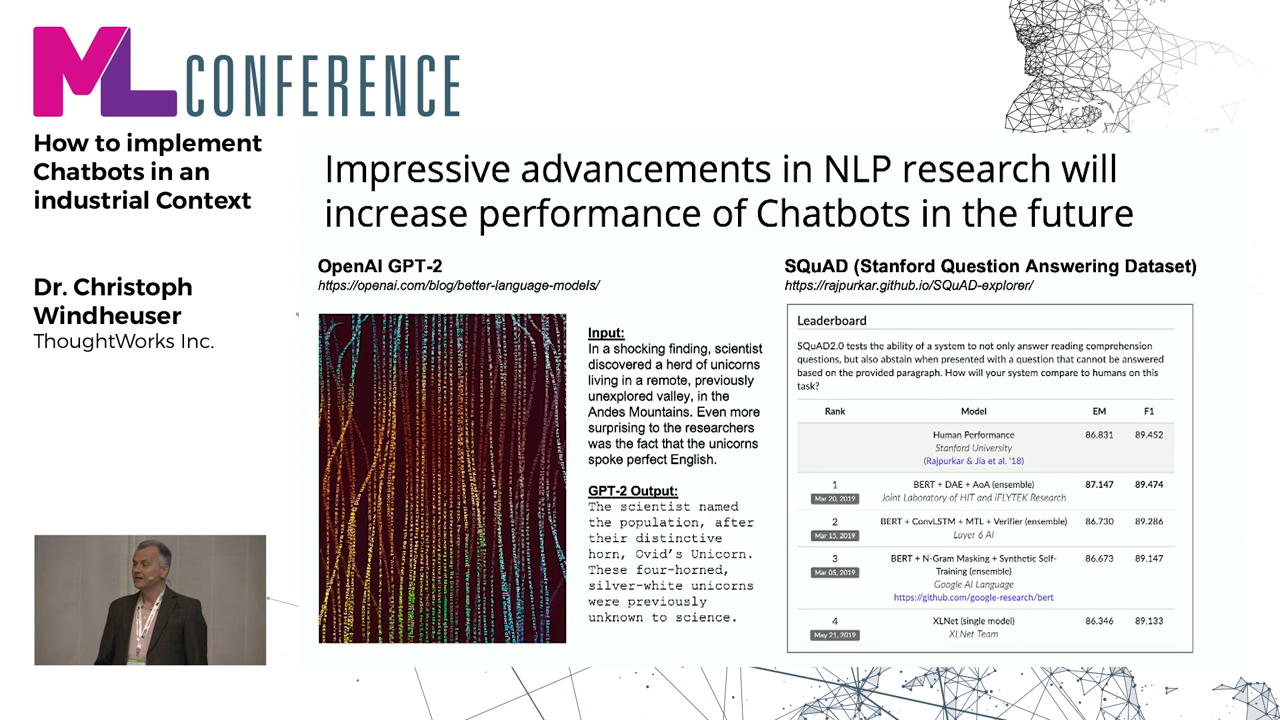 ML CONFERENCE
How to implement
Chatbots in an
industrial Context
Dr. Christoph
Windheuser
ThoughtWorks Inc.
Impressive advancements in NLP research will
increase performance of Chatbots in the future
OpenAI GPT-2
https://openai.com/blog/better-language-models/
Input:
In a shocking finding, scientist
discovered a herd of unicorns
living in a remote, previously
unexplored valley, in the
Andes Mountains. Even more
surprising to the researchers
was the fact that the unicorns
spoke perfect English.
GPT-2 Output:
The scientist named
the population, after
their distinctive
horn, Ovid's Unicorn.
These four-horned,
silver-white unicorns
were previously
unknown to science.
SQuAD (Stanford Question Answering Dataset)
https://rajpurkar.github.io/SQuAD-explorer/
Leaderboard
SQuAD2.0 tests the ability of a system to not only answer reading comprehension
questions, but also abstain when presented with a question that cannot be answered
based on the provided paragraph. How will your system compare to humans on this
task?
Rank Model EM F1
Human Performance 86.831 89.452
Stanford University
(Rajpurkar & Jia et al. '18)
1 BERT + DAE + AoA (ensemble) 87.147 89.474
Mar 20, 2019 Joint Laboratory of HIT and iFLYTEK Research
2 BERT + ConvLSTM + MTL + Verifier (ensemble) 86.730 89.286
Mar 15, 2019 Layer 6 AI
3 BERT + N-Gram Masking + Synthetic Self- 86.673 89.147
Mar 05, 2019 Training (ensemble)
Google AI Language
https://github.com/google-research/bert
4 XLNet (single model) 86.346 89.133
May 21, 2019 XLNet Team